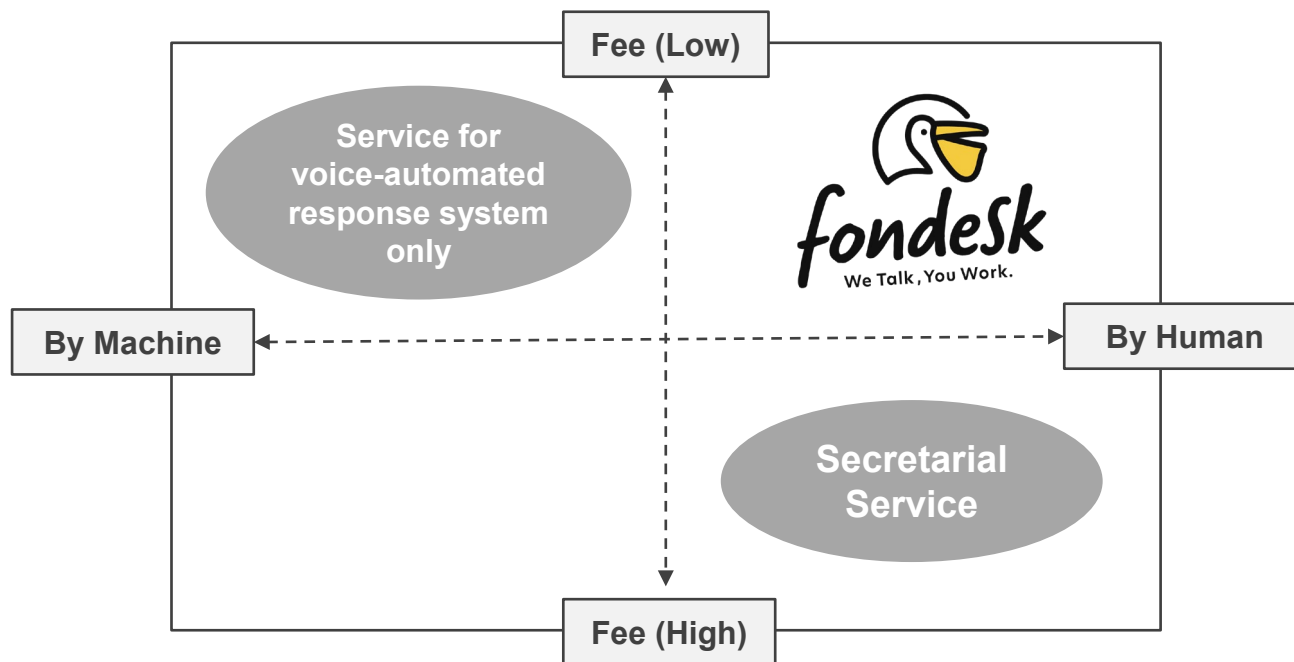 Fee (Low)
Service for
voice-automated
response system
only
fondesk
We Talk, You Work.
By Machine
By Human
Secretarial
Service
Fee (High)